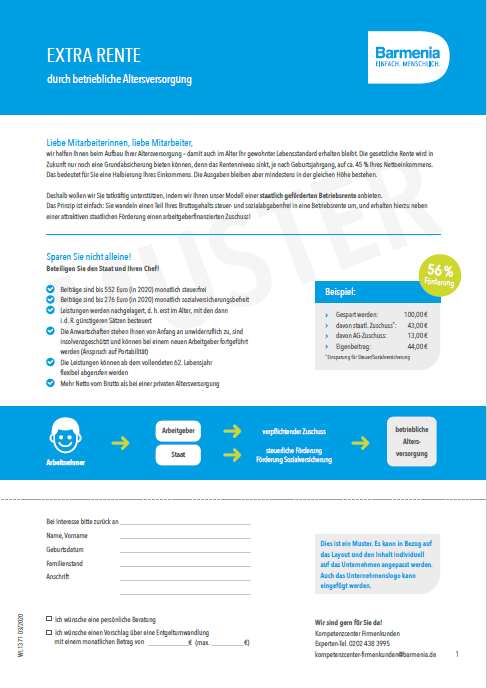 EXTRA RENTE
durch betriebliche Altersversorgung
Barmenia
EINFACH. MENSCHLICH.
MUSTER
Liebe Mitarbeiterinnen, liebe Mitarbeiter,
wir helfen Ihnen beim Aufbau Ihrer Altersversorgung – damit auch im Alter Ihr gewohnter Lebensstandard erhalten bleibt. Die gesetzliche Rente wird in
Zukunft nur noch eine Grundabsicherung bieten können, denn das Rentenniveau sinkt, je nach Geburtsjahrgang, auf ca. 45 % Ihres Nettoeinkommens.
Das bedeutet für Sie eine Halbierung Ihres Einkommens. Die Ausgaben bleiben aber mindestens in der gleichen Höhe bestehen.
Deshalb wollen wir Sie tatkräftig unterstützen, indem wir Ihnen unser Modell einer staatlich geförderten Betriebsrente anbieten.
Das Prinzip ist einfach: Sie wandeln einen Teil Ihres Bruttogehalts steuer- und sozialabgabenfrei in eine Betriebsrente um, und erhalten hierzu neben
einer attraktiven staatlichen Förderung einen arbeitgeberfinanzierten Zuschuss!
Sparen Sie nicht alleine!
Beteiligen Sie den Staat und Ihren Chef!
Beiträge sind bis 552 Euro (in 2020) monatlich steuerfrei
Beiträge sind bis 276 Euro (in 2020) monatlich sozialversicherungsbefreit
Leistungen werden nachgelagert, d. h. erst im Alter, mit den dann
i.d.R. günstigeren Sätzen besteuert
Die Anwartschaften stehen Ihnen von Anfang an unwiderruflich zu, sind
insolvenzgeschützt und können bei einem neuen Arbeitgeber fortgeführt
werden (Anspruch auf Portabilität)
Die Leistungen können ab dem vollendeten 62. Lebensjahr
flexibel abgerufen werden
Mehr Netto vom Brutto als bei einer privaten Altersversorgung
56 %
Förderung
Beispiel:
Gespart werden: 100,00 €
davon staatl. Zuschuss*: 43,00 €
davon AG-Zuschuss: 13,00 €
Eigenbeitrag: 44,00 €
*Einsparung für Steuer/Sozialversicherung
Arbeitnehmer
Arbeitgeber
Staat
verpflichtender Zuschuss
steuerliche Förderung
Förderung Sozialversicherung
betriebliche
Alters-
versorgung
Bei Interesse bitte zurück an
Name, Vorname
Geburtsdatum
Familienstand
Anschrift
Dies ist ein Muster. Es kann in Bezug auf
das Layout und den Inhalt individuell
auf das Unternehmen angepasst werden.
Auch das Unternehmenslogo kann
eingefügt werden.
Ich wünsche eine persönliche Beratung
Ich wünsche einen Vorschlag über eine Entgeltumwandlung
mit einem monatlichen Betrag von ________ € (max. ________ €)
Wir sind gern für Sie da!
Kompetenzcenter Firmenkunden
Experten-Tel. 0202 438 3995
kompetenzcenter-firmenkunden@barmenia.de
1
WL1371 03/2020